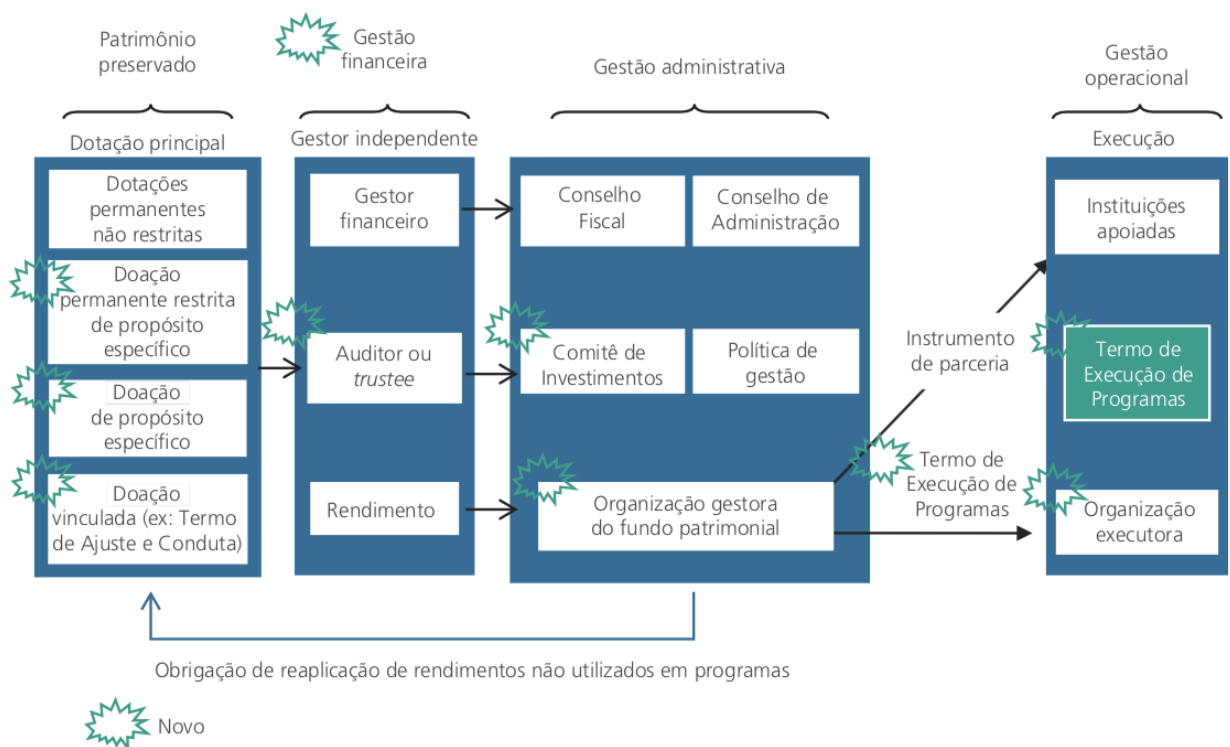 Patrimônio
preservado
Gestão
financeira
Gestão administrativa
Gestão
operacional
Dotação principal
Gestor independente
Execução
Dotações
permanentes
não restritas
Doação
permanente restrita
de propósito
específico
Doação
de propósito
específico
Doação
vinculada (ex: Termo
de Ajuste e Conduta)
Gestor
financeiro
Auditor ou
trustee
Rendimento
Conselho
Fiscal
Conselho de
Administração
Comitê de
Investimentos
Política de
gestão
Organização gestora
do fundo patrimonial
Instrumento
de parceria
Termo de
Execução de
Programas
Instituições
apoiadas
Termo de
Execução de
Programas
Organização
executora
Obrigação de reaplicação de rendimentos não utilizados em programas
Novo